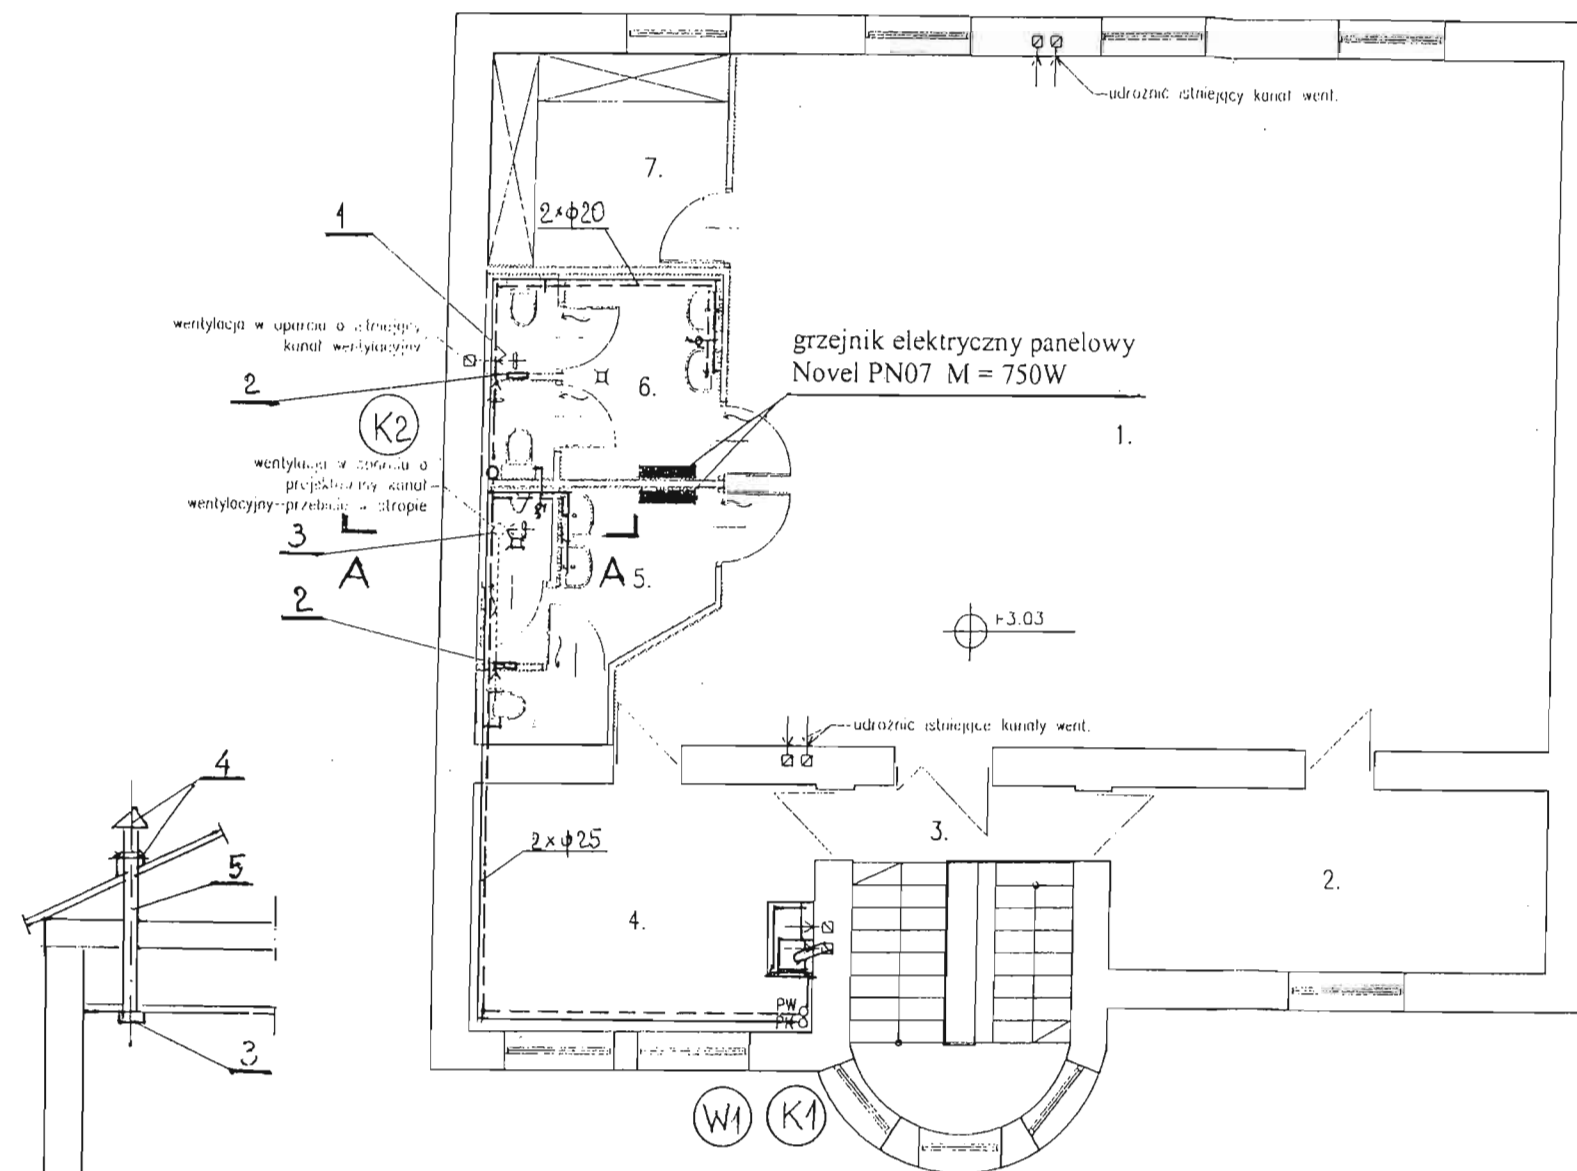 udrożnić istniejący kanał went.
7.
1
2×ϕ20
wentylacja w oparciu o istniejący
kanał wentylacyjny
grzejnik elektryczny panelowy
Novel PN07 M = 750W
2
6.
K2
1.
wentylacja w oparciu o
projektowany kanał
wentylacyjny--przebicie w stropie
3
A
A
5.
2
+3.03
udrożnic istniejące kanały went.
4
2×ϕ25
3.
5
2.
4.
PW
PK
3
W1
K1